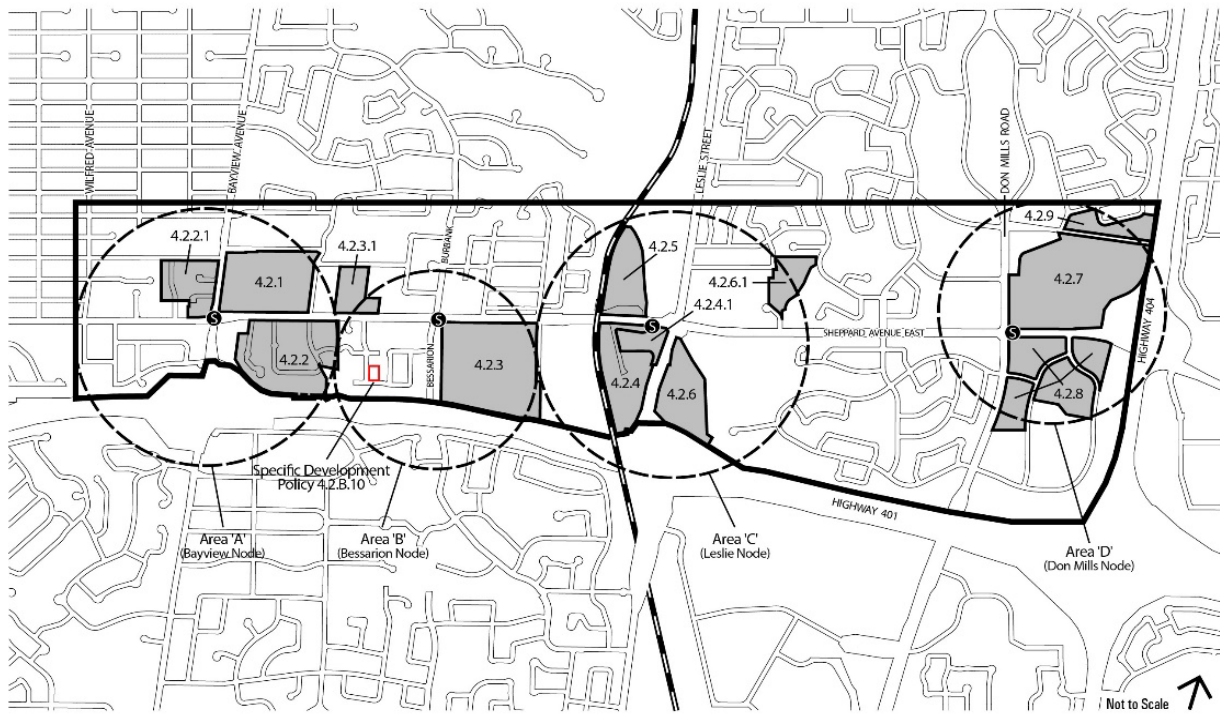 WILFRED AVENUE
BAYVIEW AVENUE
BURBANK
LESLIE STREET
DON MILLS ROAD
4.2.2.1
4.2.1
4.2.3.1
4.2.5
4.2.6.1
4.2.4.1
4.2.9
4.2.7
S
S
S
S
SHEPPARD AVENUE EAST
HIGHWAY 404
4.2.2
BESSARION
4.2.3
4.2.4
4.2.6
4.2.8
Specific Development
Policy 4.2.B.10
HIGHWAY 401
Area 'A'
(Bayview Node)
Area 'B'
(Bessarion Node)
Area 'C'
(Leslie Node)
Area 'D'
(Don Mills Node)
Not to Scale